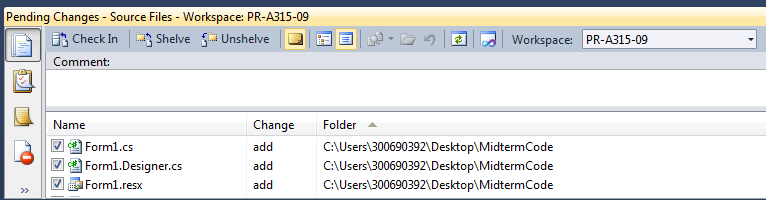 Pending Changes - Source Files - Workspace: PR-A315-09
Check In Shelve Unshelve Workspace: PR-A315-09
Comment:
Name Change Folder
Form1.cs add C:\Users\300690392\Desktop\MidtermCode
Form1.Designer.cs add C:\Users\300690392\Desktop\MidtermCode
Form1.resx add C:\Users\300690392\Desktop\MidtermCode